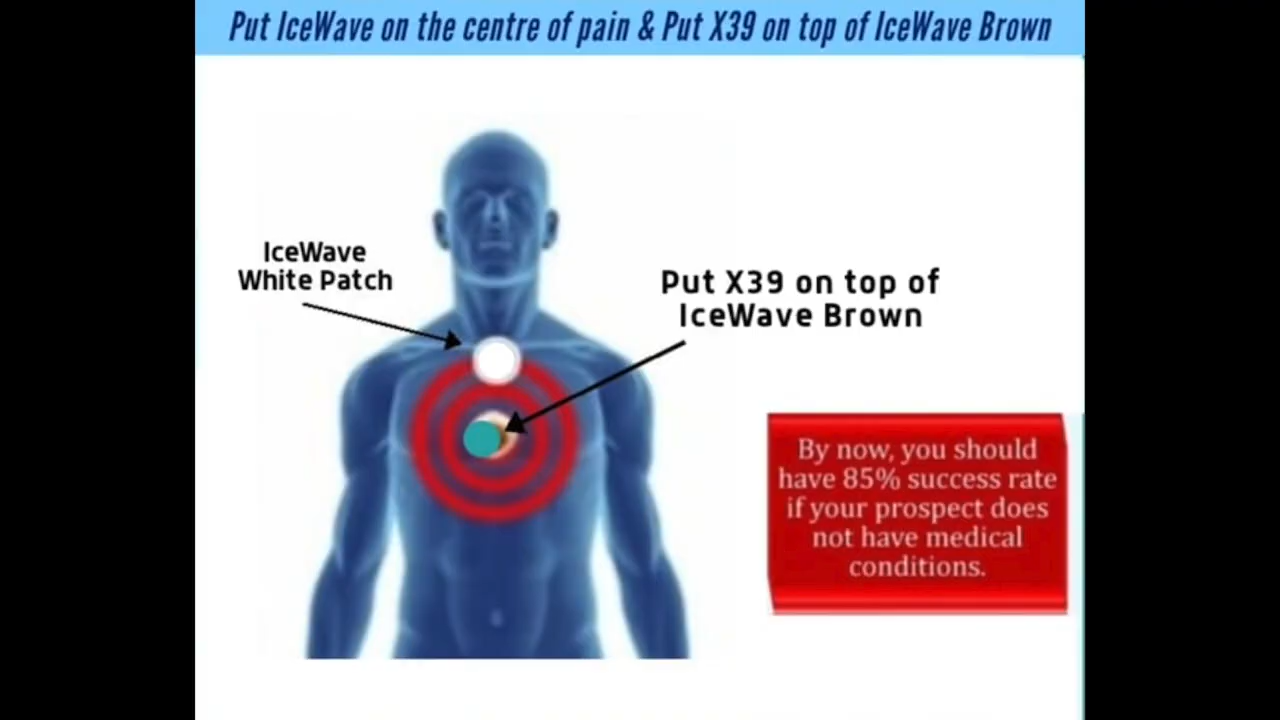 Put IceWave on the centre of pain & Put X39 on top of IceWave Brown
IceWave
White Patch
Put X39 on top of
IceWave Brown
By now, you should
have 85% success rate
if your prospect does
not have medical
conditions.